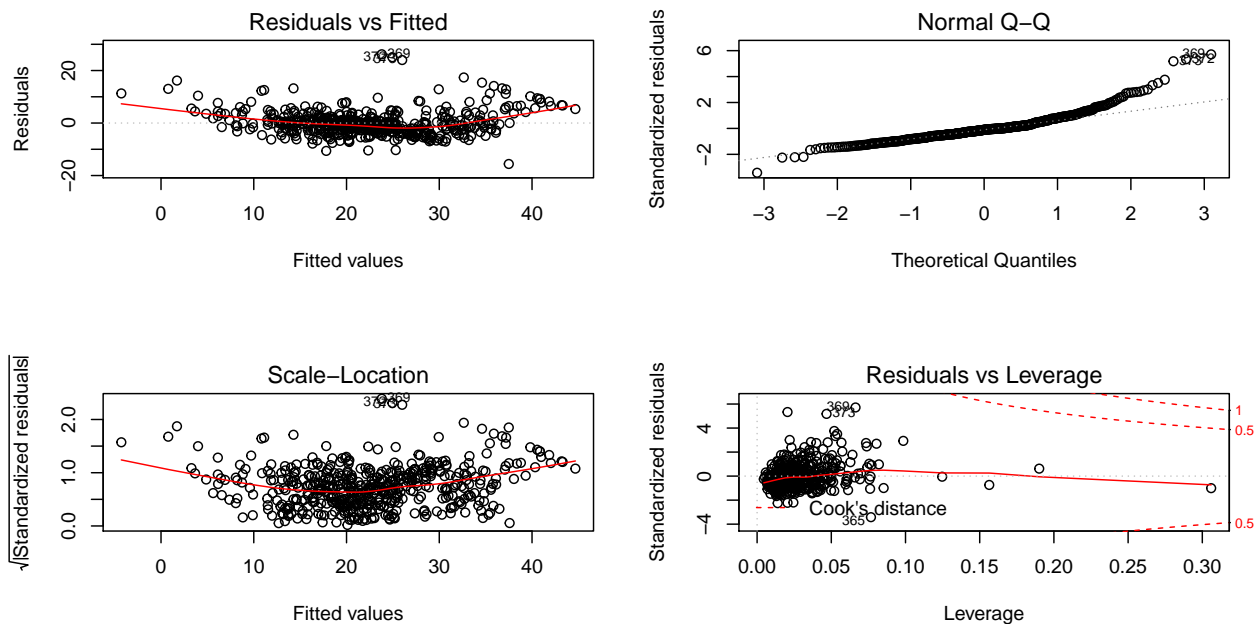 Residuals vs Fitted
Residuals
20
0
−20
0 10 20 30 40
Fitted values
369
Normal Q−Q
Standardized residuals
6
2
−2
−3 −2 −1 0 1 2 3
Theoretical Quantiles
369
372
Scale−Location
√|Standardized residuals|
2.0
1.0
0.0
0 10 20 30 40
Fitted values
369
Residuals vs Leverage
Standardized residuals
4
0
−4
0.00 0.05 0.10 0.15 0.20 0.25 0.30
Leverage
369
373
365
Cook's distance
1
0.5
0.5